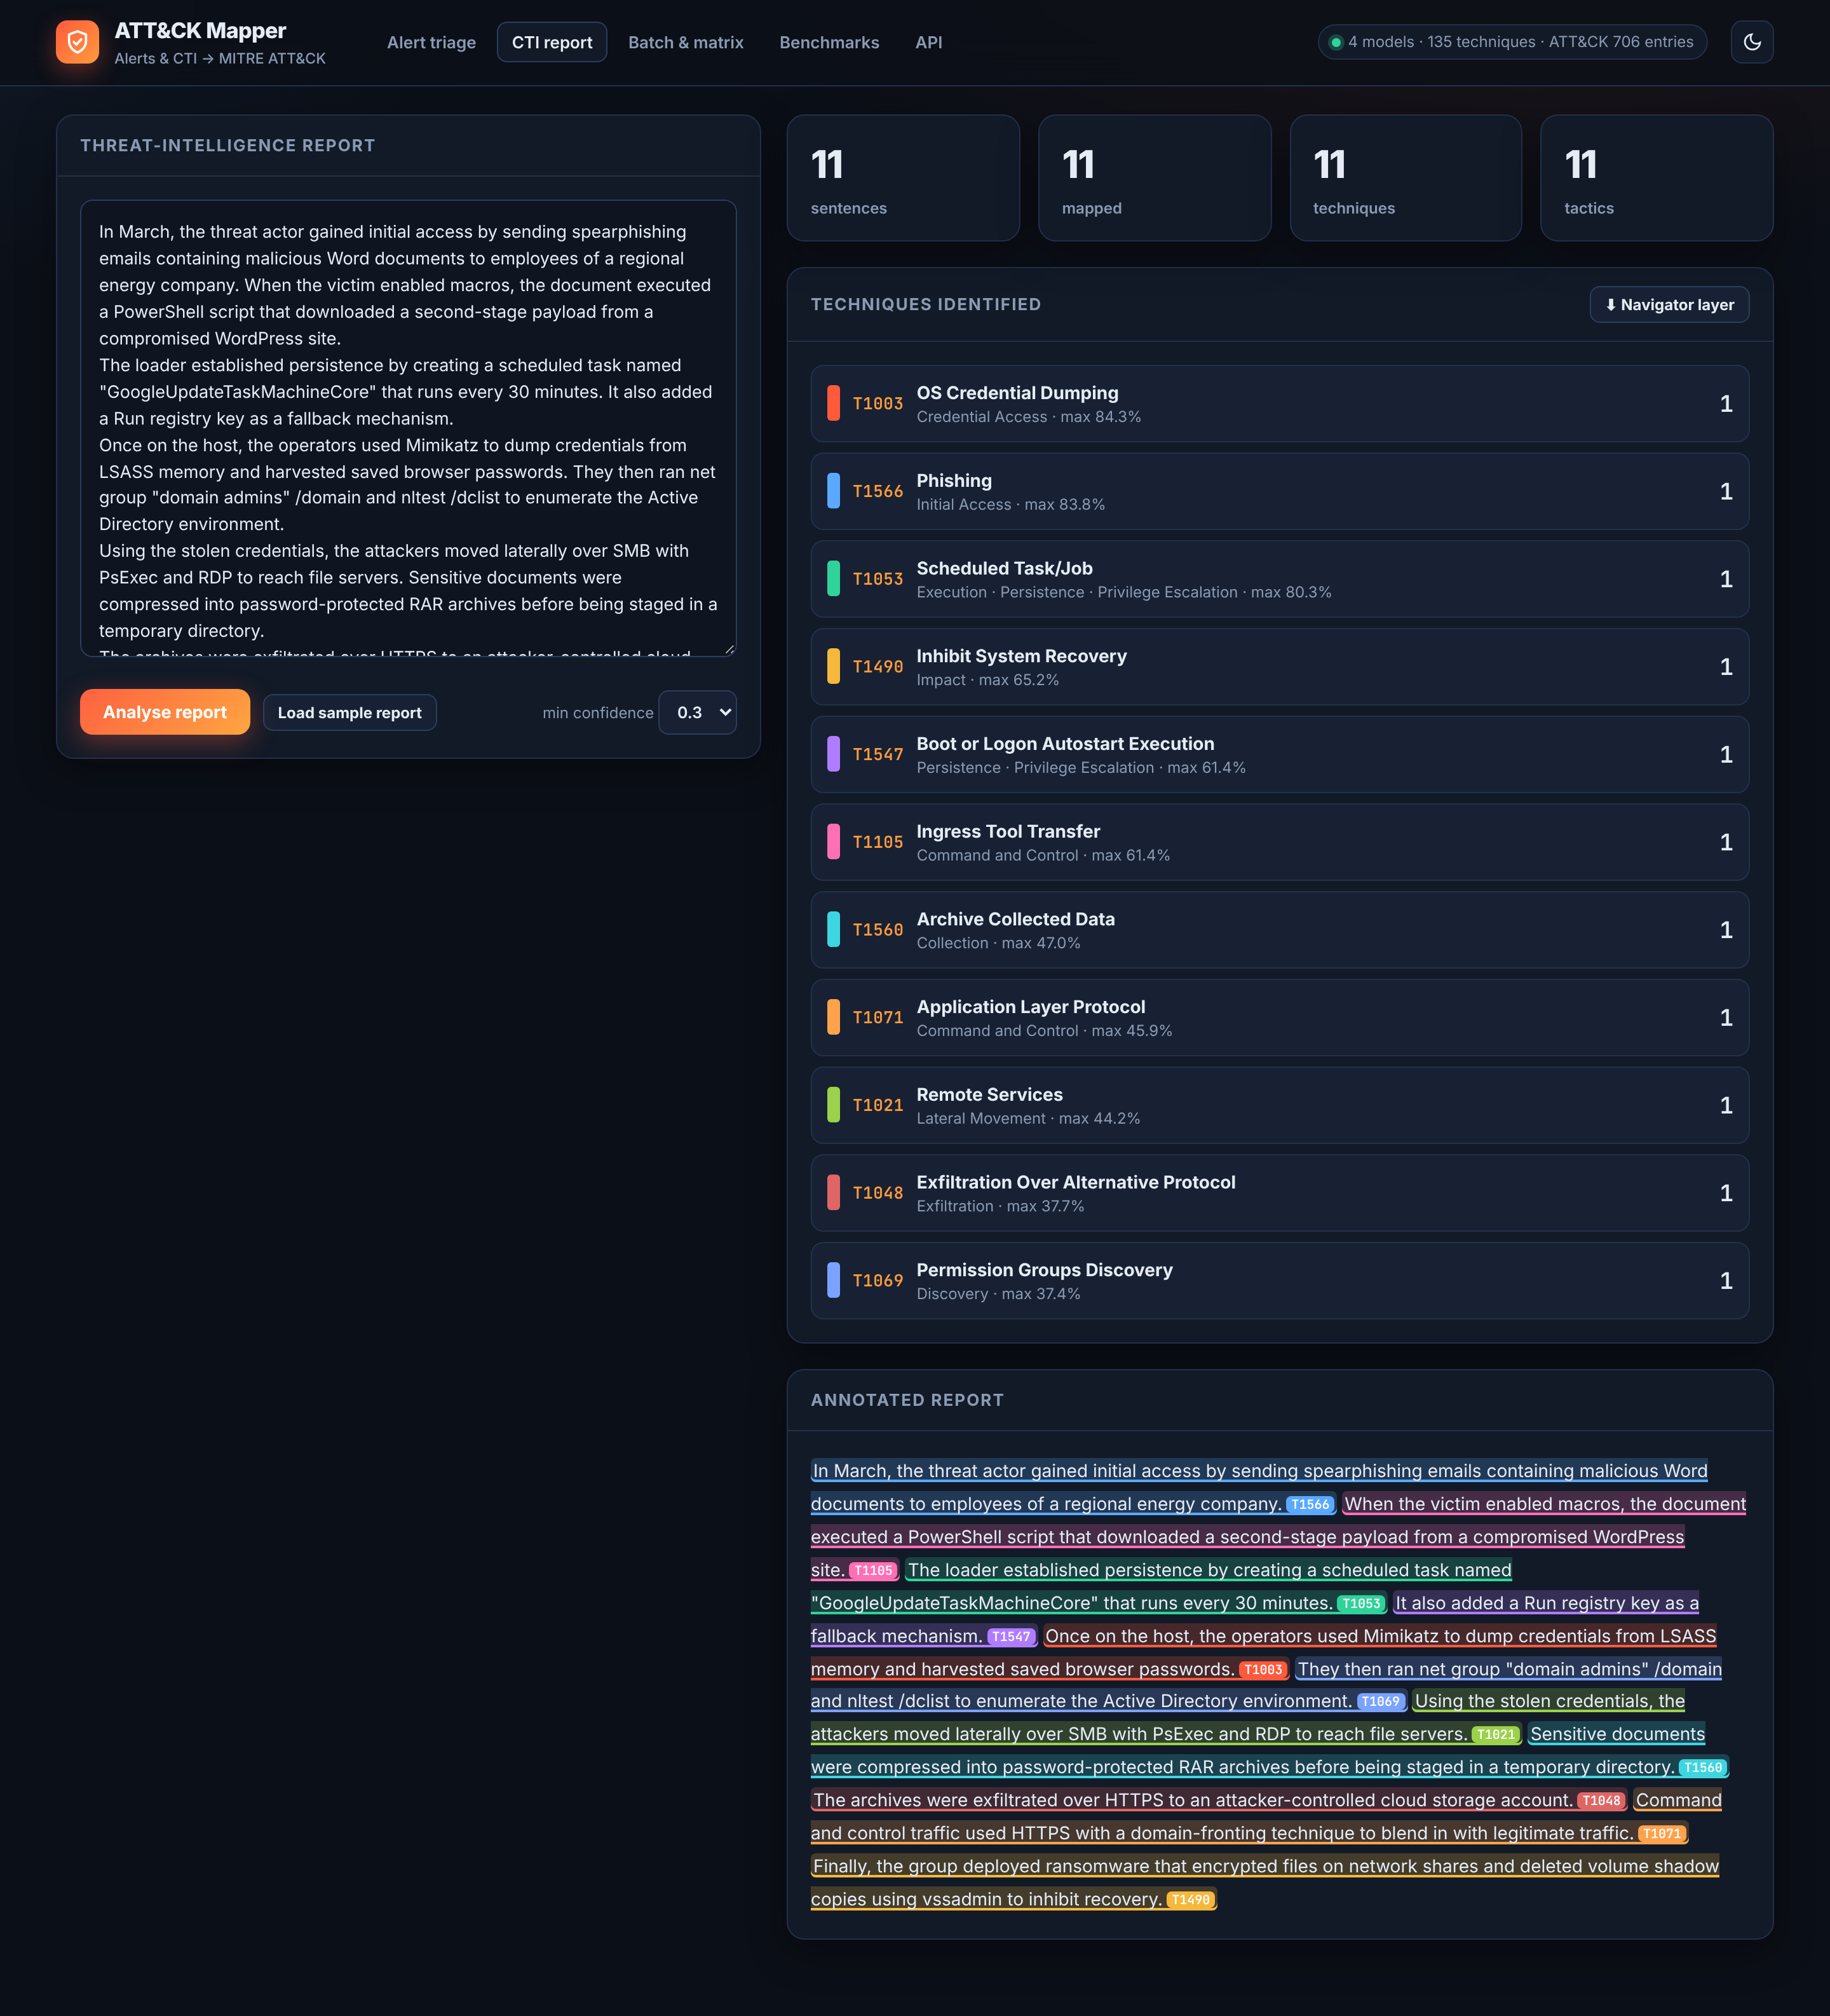 ATT&CK Mapper
Alerts & CTI → MITRE ATT&CK
Alert triage
CTI report
Batch & matrix
Benchmarks
API
4 models · 135 techniques · ATT&CK 706 entries
THREAT-INTELLIGENCE REPORT
In March, the threat actor gained initial access by sending spearphishing
emails containing malicious Word documents to employees of a regional
energy company. When the victim enabled macros, the document executed
a PowerShell script that downloaded a second-stage payload from a
compromised WordPress site.
The loader established persistence by creating a scheduled task named
"GoogleUpdateTaskMachineCore" that runs every 30 minutes. It also added
a Run registry key as a fallback mechanism.
Once on the host, the operators used Mimikatz to dump credentials from
LSASS memory and harvested saved browser passwords. They then ran net
group "domain admins" /domain and nltest /dclist to enumerate the Active
Directory environment.
Using the stolen credentials, the attackers moved laterally over SMB with
PsExec and RDP to reach file servers. Sensitive documents were
compressed into password-protected RAR archives before being staged in a
temporary directory.
The archives were exfiltrated over HTTPS to an attacker-controlled cloud
Analyse report
Load sample report
min confidence
0.3
11
sentences
11
mapped
11
techniques
11
tactics
TECHNIQUES IDENTIFIED
⬇ Navigator layer
T1003
OS Credential Dumping
Credential Access · max 84.3%
1
T1566
Phishing
Initial Access · max 83.8%
1
T1053
Scheduled Task/Job
Execution · Persistence · Privilege Escalation · max 80.3%
1
T1490
Inhibit System Recovery
Impact · max 65.2%
1
T1547
Boot or Logon Autostart Execution
Persistence · Privilege Escalation · max 61.4%
1
T1105
Ingress Tool Transfer
Command and Control · max 61.4%
1
T1560
Archive Collected Data
Collection · max 47.0%
1
T1071
Application Layer Protocol
Command and Control · max 45.9%
1
T1021
Remote Services
Lateral Movement · max 44.2%
1
T1048
Exfiltration Over Alternative Protocol
Exfiltration · max 37.7%
1
T1069
Permission Groups Discovery
Discovery · max 37.4%
1
ANNOTATED REPORT
In March, the threat actor gained initial access by sending spearphishing emails containing malicious Word
documents to employees of a regional energy company. T1566 When the victim enabled macros, the document
executed a PowerShell script that downloaded a second-stage payload from a compromised WordPress
site. T1105 The loader established persistence by creating a scheduled task named
"GoogleUpdateTaskMachineCore" that runs every 30 minutes. T1053 It also added a Run registry key as a
fallback mechanism. T1547 Once on the host, the operators used Mimikatz to dump credentials from LSASS
memory and harvested saved browser passwords. T1003 They then ran net group "domain admins" /domain
and nltest /dclist to enumerate the Active Directory environment. T1069 Using the stolen credentials, the
attackers moved laterally over SMB with PsExec and RDP to reach file servers. T1021 Sensitive documents
were compressed into password-protected RAR archives before being staged in a temporary directory. T1560
The archives were exfiltrated over HTTPS to an attacker-controlled cloud storage account. T1048 Command
and control traffic used HTTPS with a domain-fronting technique to blend in with legitimate traffic. T1071
Finally, the group deployed ransomware that encrypted files on network shares and deleted volume shadow
copies using vssadmin to inhibit recovery. T1490